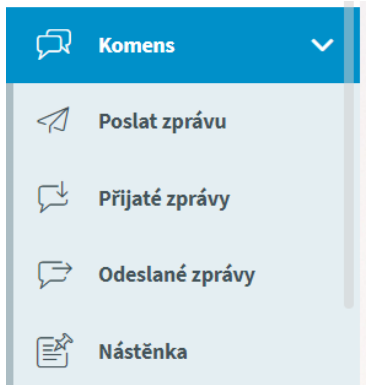 Komens
Poslat zprávu
Přijaté zprávy
Odeslané zprávy
Nástěnka